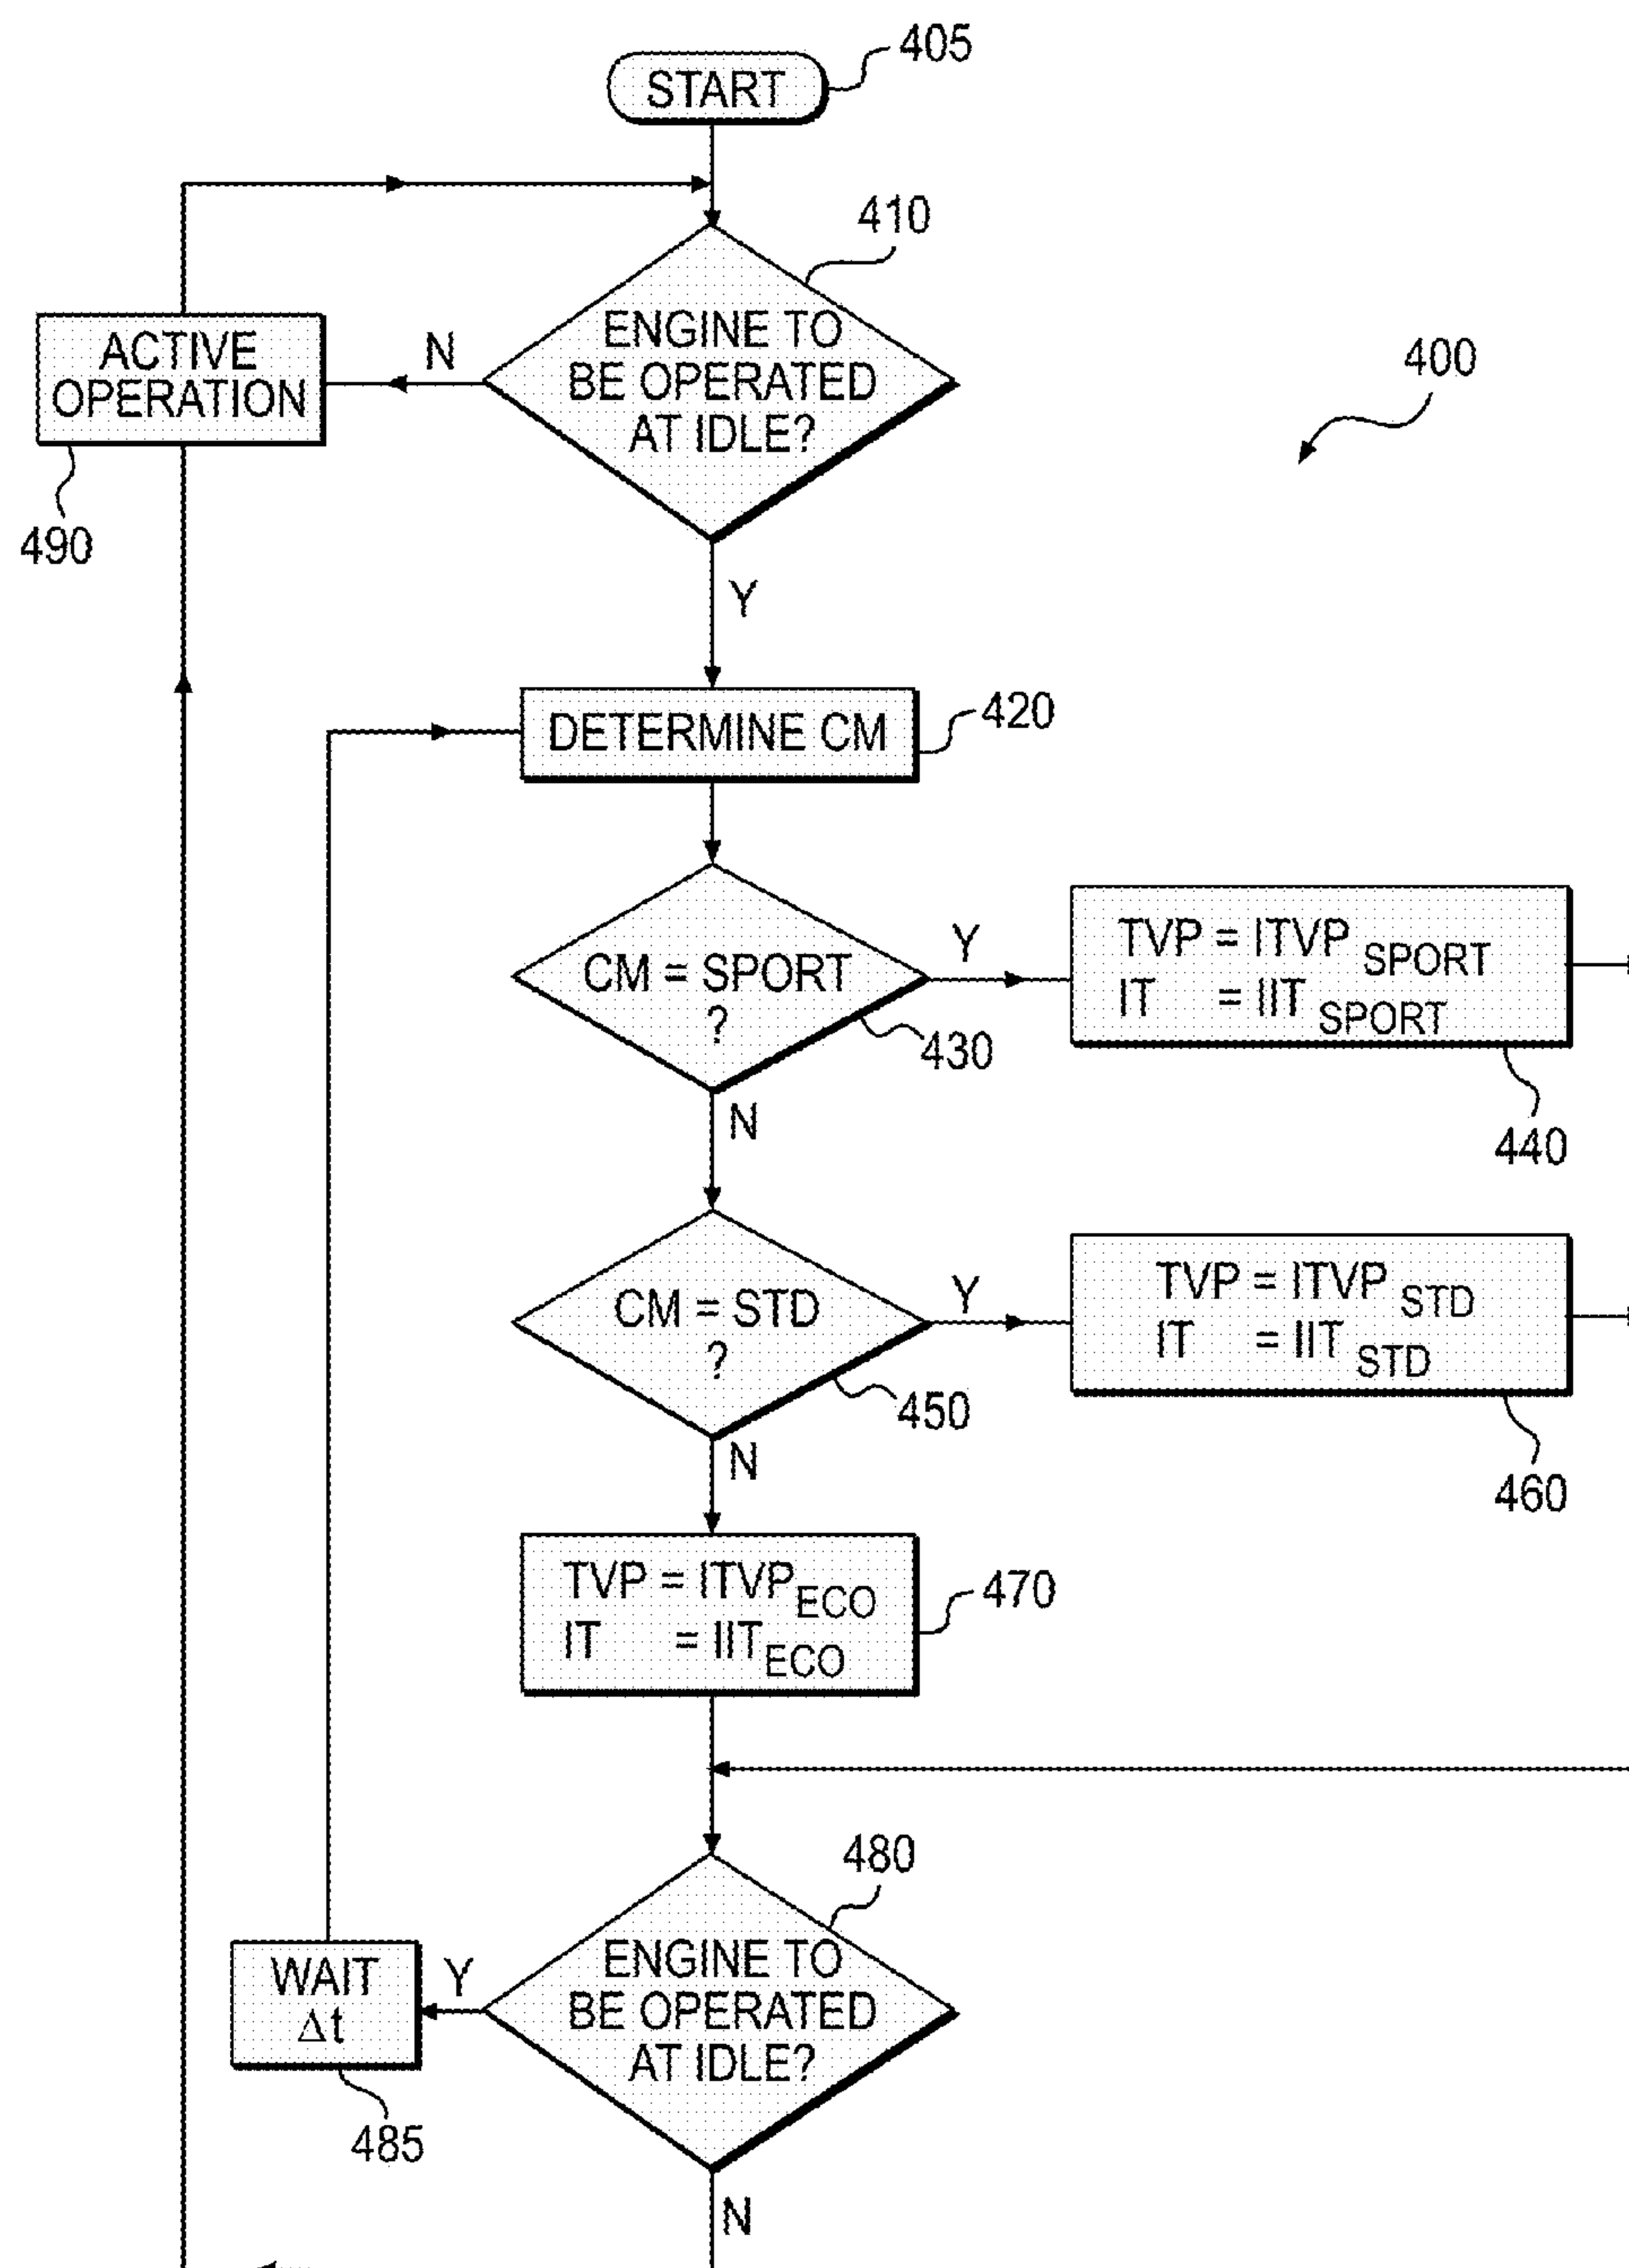 START
405
410
ENGINE TO
BE OPERATED
AT IDLE?
N
ACTIVE
OPERATION
490
400
Y
DETERMINE CM
420
CM = SPORT
?
430
Y
TVP = ITVP SPORT
IT = IIT SPORT
440
N
CM = STD
?
450
Y
TVP = ITVP STD
IT = IIT STD
460
N
TVP = ITVP ECO
IT = IIT ECO
470
480
ENGINE TO
BE OPERATED
AT IDLE?
Y
WAIT
Δt
485
N